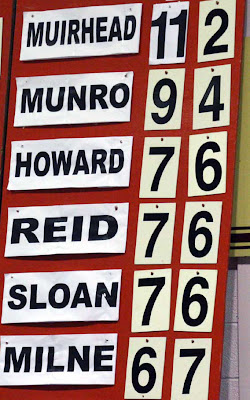 MUIRHEAD 11 2
MUNRO 9 4
HOWARD 7 6
REID 7 6
SLOAN 7 6
MILNE 6 7